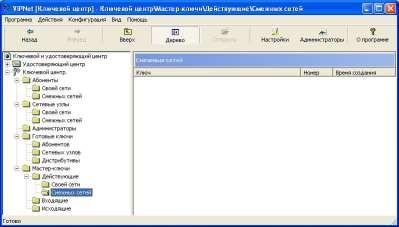 ViPNet [Ключевой центр] - Ключевой центр\Мастер-ключи\Действующие\Смежных сетей
Программа Действия Конфигурация Вид Помощь
Назад Вперед Вверх Дерево Открыть Настройки Администраторы О программе
Ключевой и удостоверяющий центр
Удостоверяющий центр
Ключевой центр
Абоненты
Своей сети
Смежных сетей
Сетевые узлы
Своей сети
Смежных сетей
Администраторы
Готовые ключи
Абонентов
Сетевых узлов
Дистрибутивы
Мастер-ключи
Действующие
Своей сети
Смежных сетей
Входящие
Исходящие
Смежных сетей
Ключ Номер Время создания
Готово